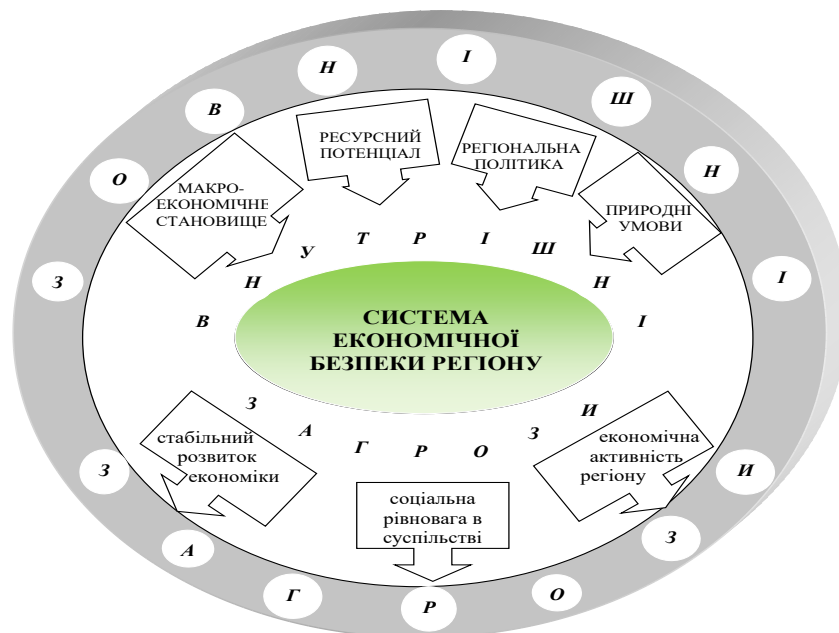 З О В Н І Ш Н І
МАКРО-
ЕКОНОМІЧНЕ
СТАНОВИЩЕ
РЕСУРСНИЙ
ПОТЕНЦІАЛ
РЕГІОНАЛЬНА
ПОЛІТИКА
ПРИРОДНІ
УМОВИ
В Н У Т Р І Ш Н І
СИСТЕМА
ЕКОНОМІЧНОЇ
БЕЗПЕКИ РЕГІОНУ
З А Г Р О З И
стабільний
розвиток
економіки
соціальна
рівновага в
суспільстві
економічна
активність
регіону
З А Г Р О З И